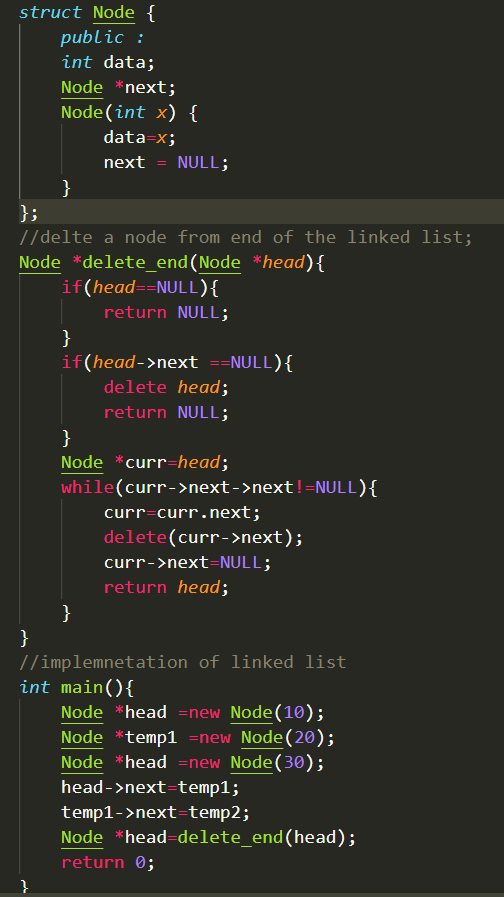 struct Node {
    public :
    int data;
    Node *next;
    Node(int x) {
        data=x;
        next = NULL;
    }
};
//delte a node from end of the linked list;
Node *delete_end(Node *head){
    if(head==NULL){
        return NULL;
    }
    if(head->next ==NULL){
        delete head;
        return NULL;
    }
    Node *curr=head;
    while(curr->next->next!=NULL){
        curr=curr.next;
        delete(curr->next);
        curr->next=NULL;
        return head;
    }
}
//implemnetation of linked list
int main(){
    Node *head =new Node(10);
    Node *temp1 =new Node(20);
    Node *head =new Node(30);
    head->next=temp1;
    temp1->next=temp2;
    Node *head=delete_end(head);
    return 0;
}